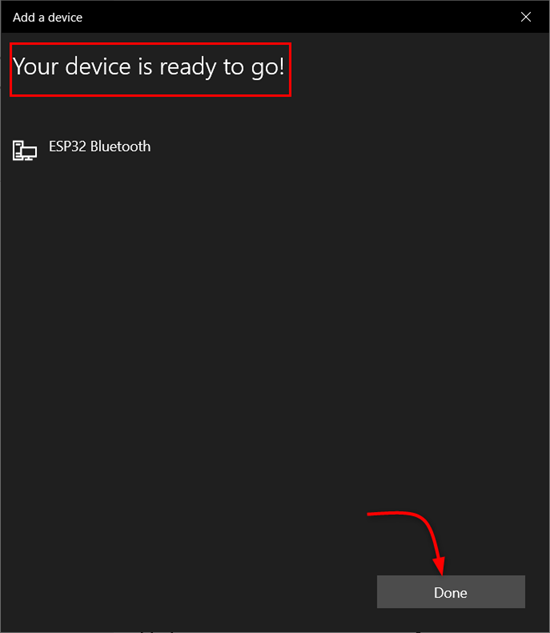 Add a device
Your device is ready to go!
ESP32 Bluetooth
Done